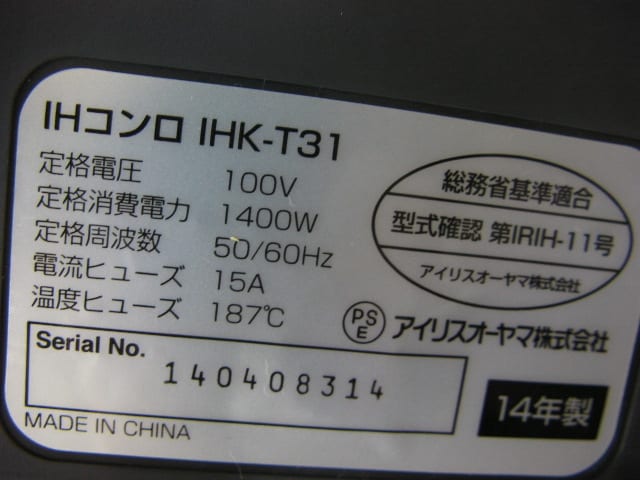 IHコンロ IHK-T31
定格電圧 100V
定格消費電力 1400W
定格周波数 50/60Hz
電流ヒューズ 15A
温度ヒューズ 187℃
総務省基準適合
型式確認 第IRIH-11号
アイリスオーヤマ株式会社
PSE アイリスオーヤマ株式会社
Serial No.
140408314
14年製
MADE IN CHINA